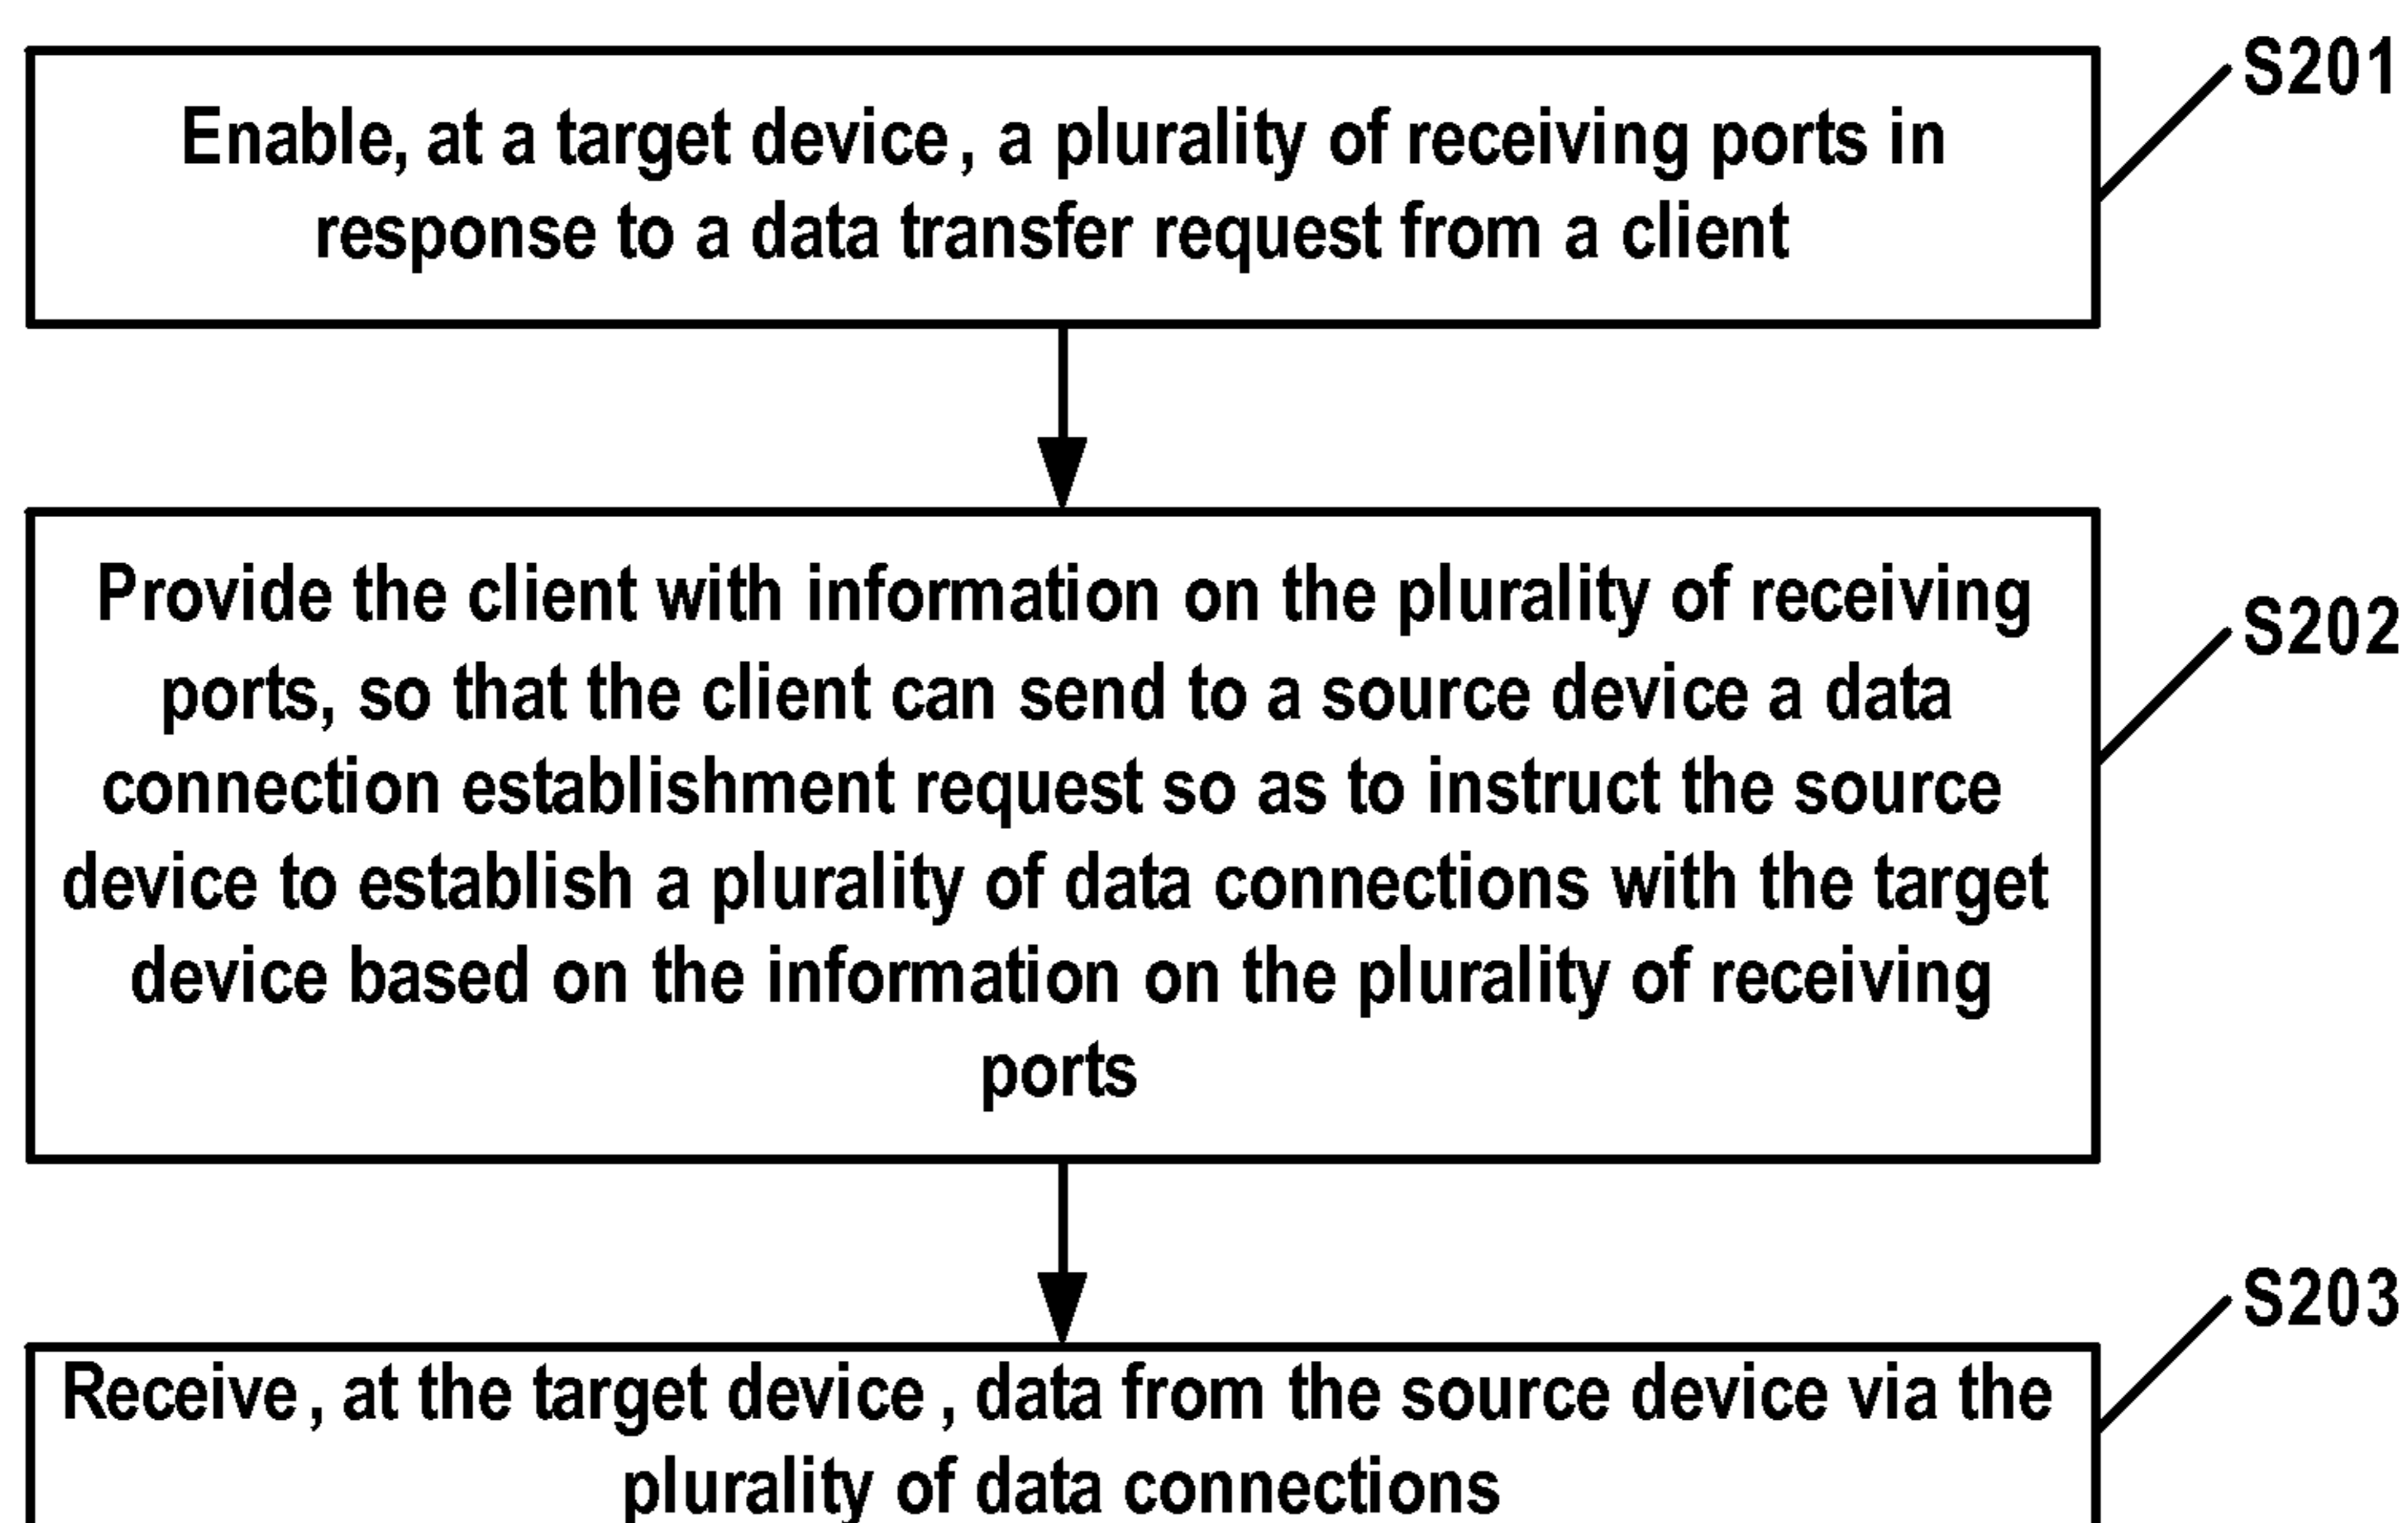 S201
Enable, at a target device, a plurality of receiving ports in
response to a data transfer request from a client
Provide the client with information on the plurality of receiving
ports, so that the client can send to a source device a data
connection establishment request so as to instruct the source
device to establish a plurality of data connections with the target
device based on the information on the plurality of receiving
ports
S202
S203
Receive, at the target device, data from the source device via the
plurality of data connections